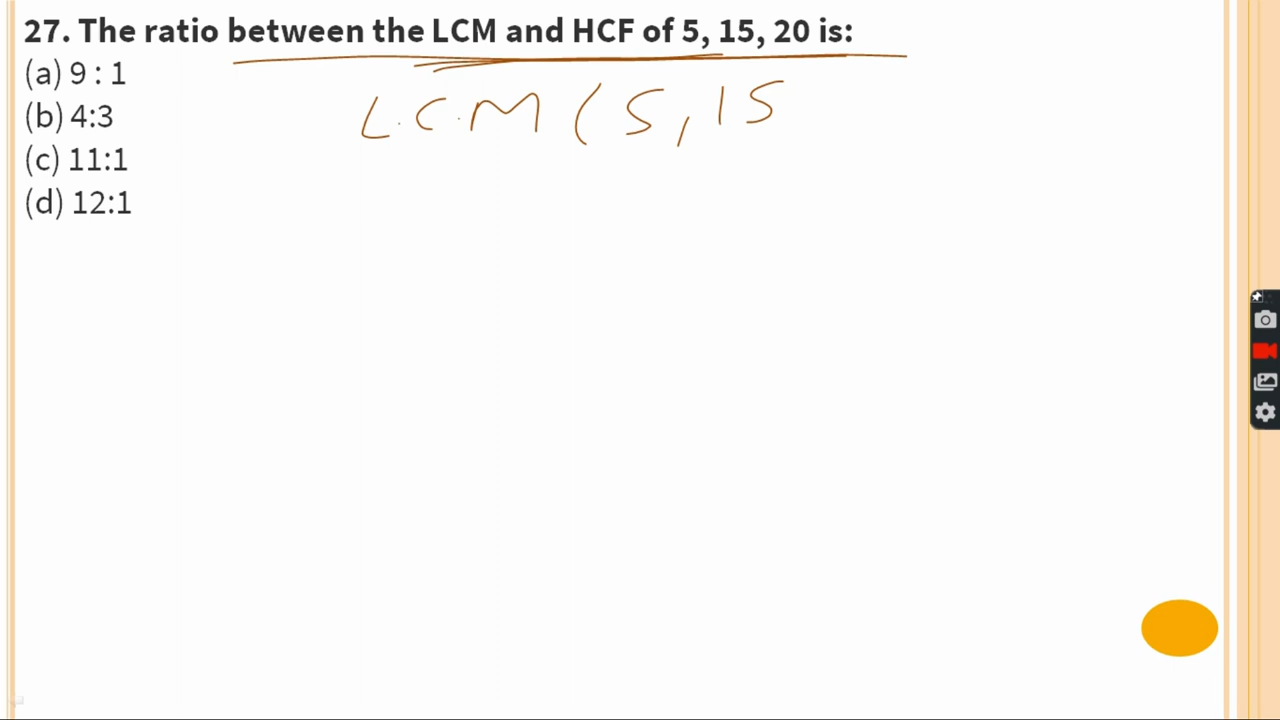 27. The ratio between the LCM and HCF of 5, 15, 20 is:
(a) 9 : 1
(b) 4:3
(c) 11:1
(d) 12:1
L.C.M ( 5, 15